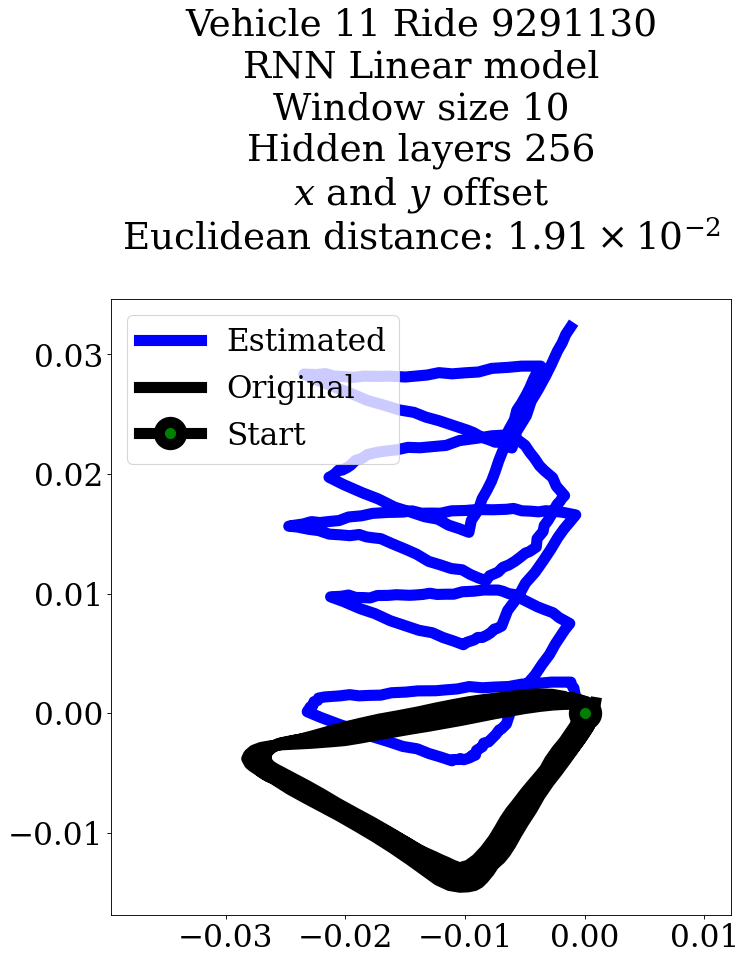 Vehicle 11 Ride 9291130
RNN Linear model
Window size 10
Hidden layers 256
x and y offset
Euclidean distance: 1.91 × 10⁻²
Estimated
Original
Start
0.03
0.02
0.01
0.00
−0.01
−0.03 −0.02 −0.01 0.00 0.01